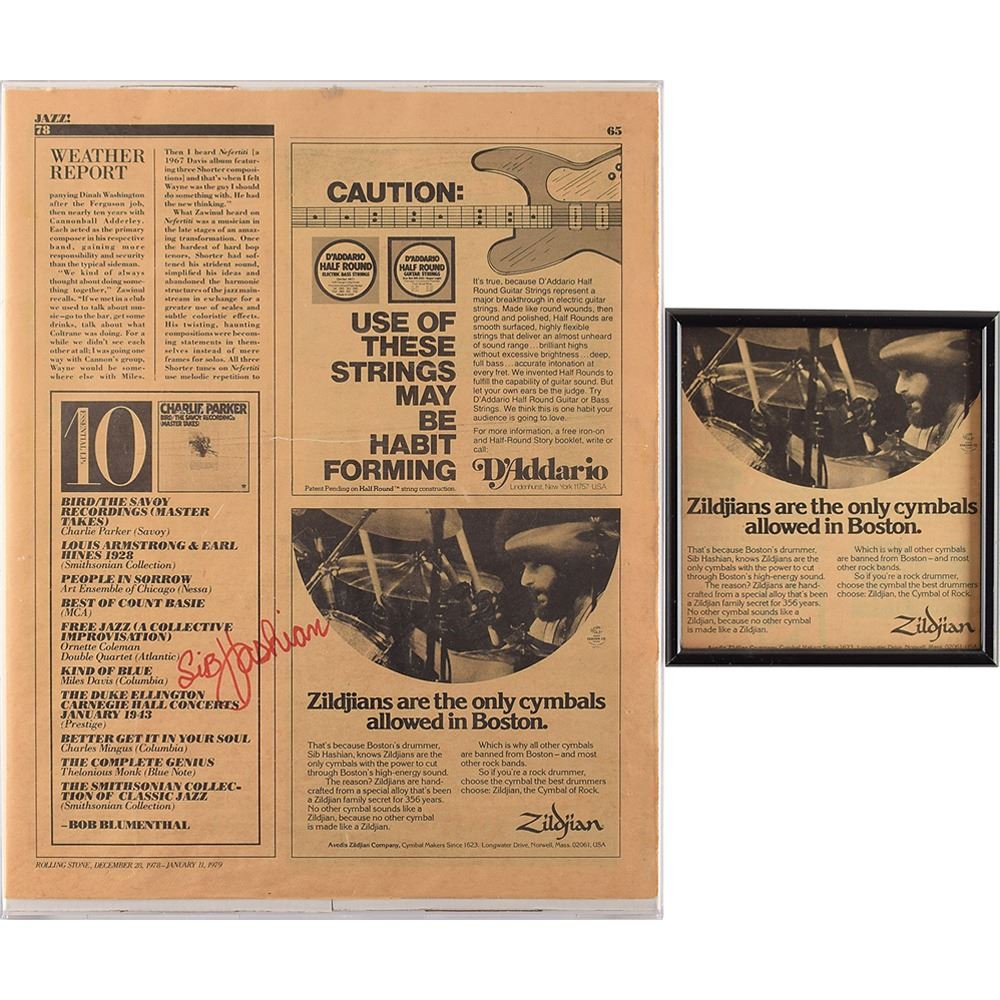 JAZZ!
78
65
WEATHER
REPORT
panying Dinah Washington
after the Ferguson job,
then nearly ten years with
Cannonball Adderley.
Each acted as the primary
composer in his respective
band, gaining more
responsibility and security
than the typical sideman.
"We kind of always
thought about doing some-
thing together," Zawinul
recalls. "If we met in a club
we used to talk about mu-
sic—go to the bar, get some
drinks, talk about what
Coltrane was doing. For a
while we didn't see each
other at all; I was going one
way with Cannon's group,
Wayne would be some-
where else with Miles.
Then I heard Nefertiti [a
1967 Davis album featur-
ing three Shorter composi-
tions] and that's when I felt
Wayne was the guy I should
do something with. He had
the new thinking."
What Zawinul heard on
Nefertiti was a musician in
the late stages of an amaz-
ing transformation. Once
the hardest of hard bop
tenors, Shorter had sof-
tened his strident sound,
simplified his ideas and
abandoned the harmonic
structures of the jazz main-
stream in exchange for a
greater use of scales and
subtle coloristic effects.
His twisting, haunting
compositions were becom-
ing statements in them-
selves instead of mere
frames for solos. All three
Shorter tunes on Nefertiti
use melodic repetition to
ESSENTIAL LPs
10
CHARLIE PARKER
BIRD/THE SAVOY RECORDINGS
(MASTER TAKES)
BIRD/THE SAVOY
RECORDINGS (MASTER
TAKES)
Charlie Parker (Savoy)
LOUIS ARMSTRONG & EARL
HINES 1928
(Smithsonian Collection)
PEOPLE IN SORROW
Art Ensemble of Chicago (Nessa)
BEST OF COUNT BASIE
(MCA)
FREE JAZZ (A COLLECTIVE
IMPROVISATION)
Ornette Coleman
Double Quartet (Atlantic)
KIND OF BLUE
Miles Davis (Columbia)
THE DUKE ELLINGTON
CARNEGIE HALL CONCERTS
JANUARY 1943
(Prestige)
BETTER GET IT IN YOUR SOUL
Charles Mingus (Columbia)
THE COMPLETE GENIUS
Thelonious Monk (Blue Note)
THE SMITHSONIAN COLLEC-
TION OF CLASSIC JAZZ
(Smithsonian Collection)
–BOB BLUMENTHAL
ROLLING STONE, DECEMBER 28, 1978–JANUARY 11, 1979
Sib Hashian
CAUTION:
D'ADDARIO
HALF ROUND
ELECTRIC BASS STRINGS
D'ADDARIO
HALF ROUND
GUITAR STRINGS
USE OF
THESE
STRINGS
MAY
BE
HABIT
FORMING
Patent Pending on Half Round™ string construction.
It's true, because D'Addario Half
Round Guitar Strings represent a
major breakthrough in electric guitar
strings. Made like round wounds, then
ground and polished, Half Rounds are
smooth surfaced, highly flexible
strings that deliver an almost unheard
of sound range...brilliant highs
without excessive brightness...deep,
full bass...accurate intonation at
every fret. We invented Half Rounds to
fulfill the capability of guitar sound. But
let your own ears be the judge. Try
D'Addario Half Round Guitar or Bass
Strings. We think this is one habit your
audience is going to love.
For more information, a free iron-on
and Half-Round Story booklet, write or
call:
D'Addario
Lindenhurst, New York 11757 USA
Zildjians are the only cymbals
allowed in Boston.
That's because Boston's drummer,
Sib Hashian, knows Zildjians are the
only cymbals with the power to cut
through Boston's high-energy sound.
The reason? Zildjians are hand-
crafted from a special alloy that's been
a Zildjian family secret for 356 years.
No other cymbal sounds like a
Zildjian, because no other cymbal
is made like a Zildjian.
Which is why all other cymbals
are banned from Boston—and most
other rock bands.
So if you're a rock drummer,
choose the cymbal the best drummers
choose: Zildjian, the Cymbal of Rock.
Zildjian
Avedis Zildjian Company, Cymbal Makers Since 1623, Longwater Drive, Norwell, Mass. 02061, USA
Zildjians are the only cymbals
allowed in Boston.
That's because Boston's drummer,
Sib Hashian, knows Zildjians are the
only cymbals with the power to cut
through Boston's high-energy sound.
The reason? Zildjians are hand-
crafted from a special alloy that's been
a Zildjian family secret for 356 years.
No other cymbal sounds like a
Zildjian, because no other cymbal
is made like a Zildjian.
Which is why all other cymbals
are banned from Boston—and most
other rock bands.
So if you're a rock drummer,
choose the cymbal the best drummers
choose: Zildjian, the Cymbal of Rock.
Zildjian
Avedis Zildjian Company, Cymbal Makers Since 1623, Longwater Drive, Norwell, Mass. 02061, USA